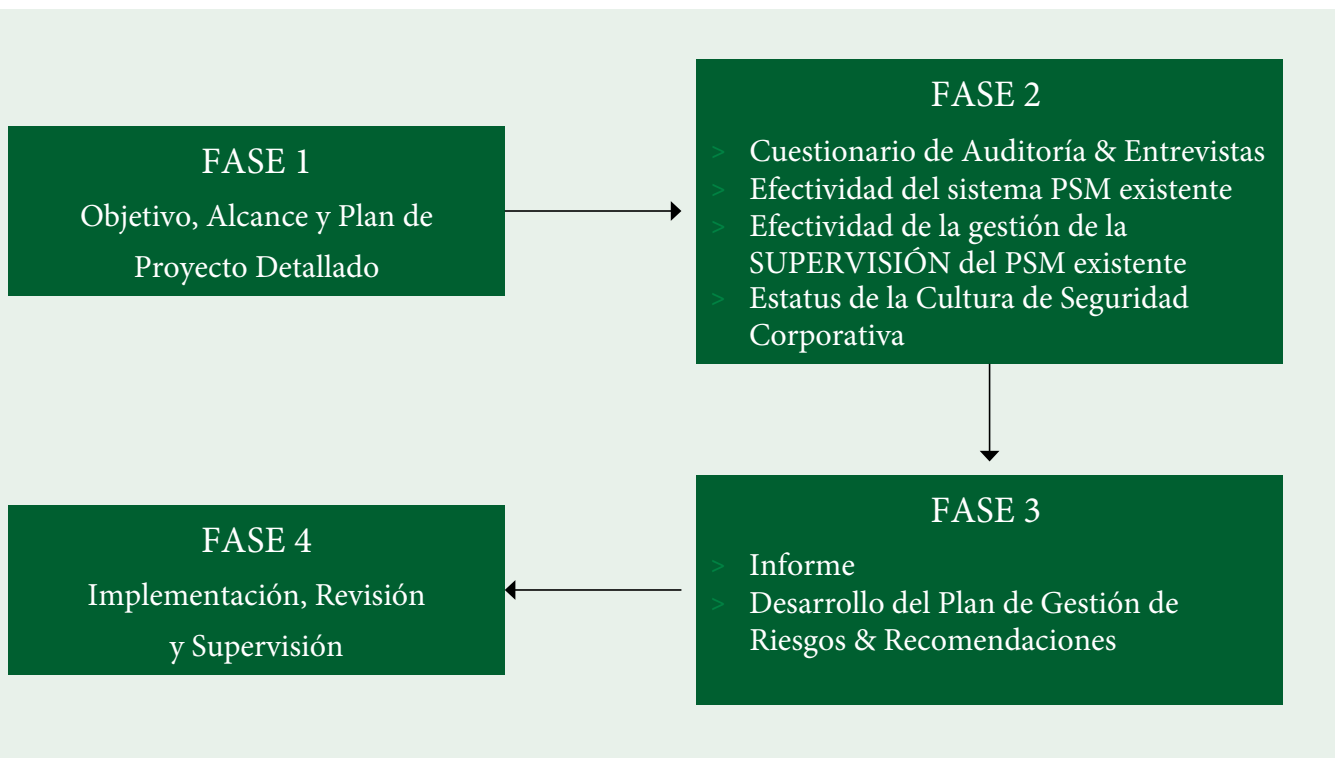 FASE 1
Objetivo, Alcance y Plan de
Proyecto Detallado
FASE 2
> Cuestionario de Auditoría & Entrevistas
> Efectividad del sistema PSM existente
> Efectividad de la gestión de la
SUPERVISIÓN del PSM existente
> Estatus de la Cultura de Seguridad
Corporativa
FASE 3
> Informe
> Desarrollo del Plan de Gestión de
Riesgos & Recomendaciones
FASE 4
Implementación, Revisión
y Supervisión